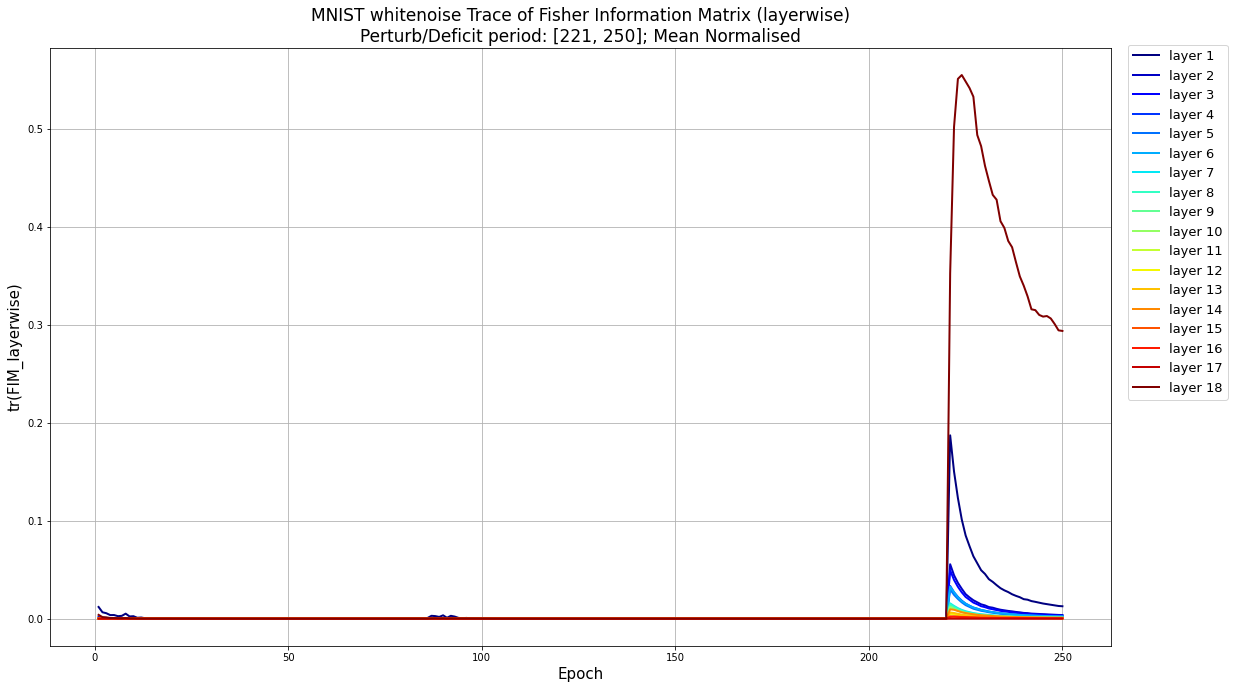 MNIST whitenoise Trace of Fisher Information Matrix (layerwise)
Perturb/Deficit period: [221, 250]; Mean Normalised
tr(FIM_layerwise)
0.5
0.4
0.3
0.2
0.1
0.0
0
50
100
150
200
250
Epoch
layer 1
layer 2
layer 3
layer 4
layer 5
layer 6
layer 7
layer 8
layer 9
layer 10
layer 11
layer 12
layer 13
layer 14
layer 15
layer 16
layer 17
layer 18